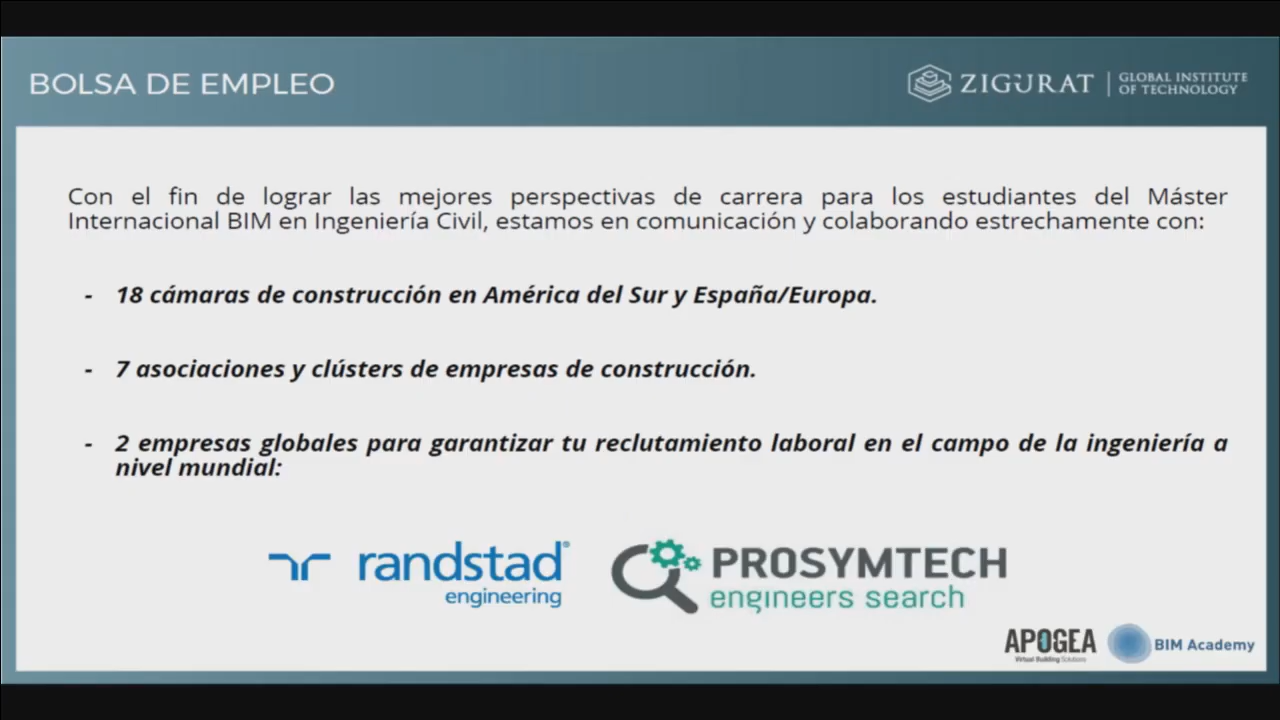 BOLSA DE EMPLEO
ZIGURAT | GLOBAL INSTITUTE
OF TECHNOLOGY
Con el fin de lograr las mejores perspectivas de carrera para los estudiantes del Máster
Internacional BIM en Ingeniería Civil, estamos en comunicación y colaborando estrechamente con:
- 18 cámaras de construcción en América del Sur y España/Europa.
- 7 asociaciones y clústers de empresas de construcción.
- 2 empresas globales para garantizar tu reclutamiento laboral en el campo de la ingeniería a
nivel mundial:
randstad®
engineering
PROSYMTECH
engineers search
APOGEA
Virtual Building Solutions
BIM Academy